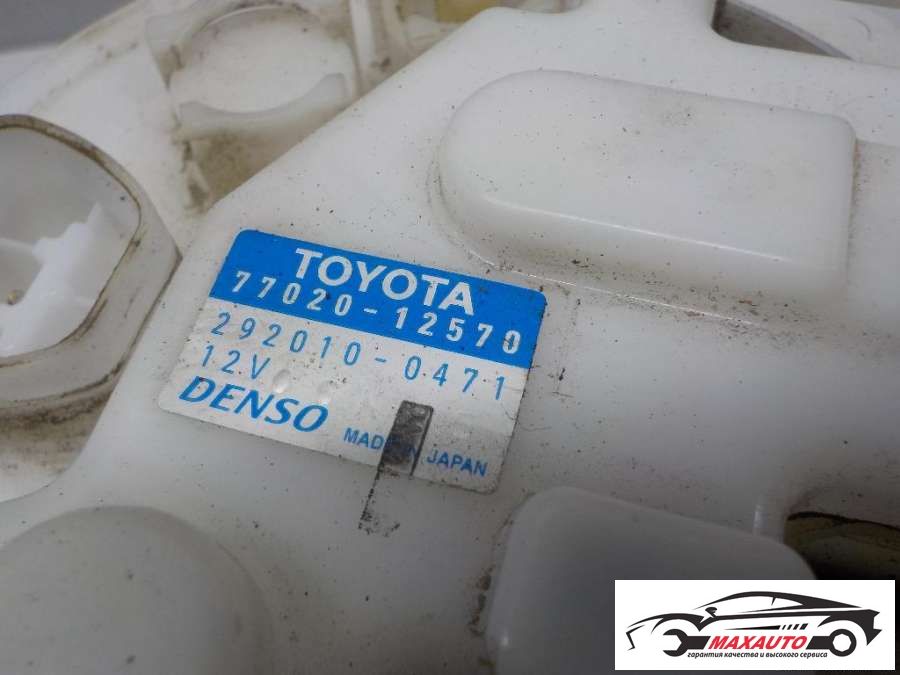 TOYOTA
77020-12570
292010-0471
12V
DENSO
MADE IN JAPAN
MAXAUTO
гарантия качества и высокого сервиса